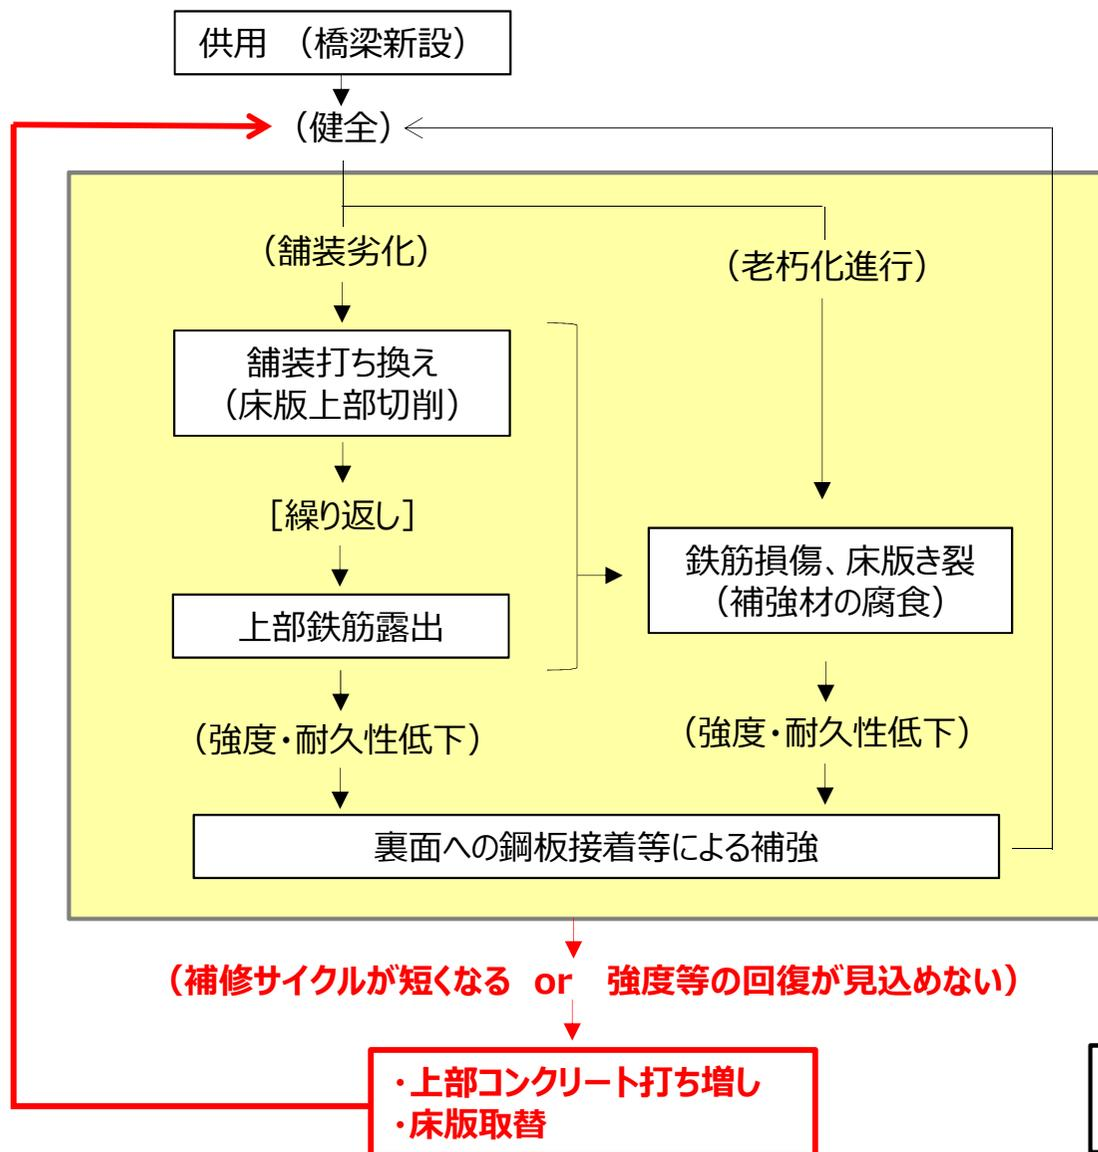 供用　（橋梁新設）
（健全）
（舗装劣化）
（老朽化進行）
舗装打ち換え
（床版上部切削）
［繰り返し］
上部鉄筋露出
（強度・耐久性低下）
鉄筋損傷、床版き裂
（補強材の腐食）
（強度・耐久性低下）
裏面への鋼板接着等による補強
（補修サイクルが短くなる or 強度等の回復が見込めない）
・上部コンクリート打ち増し
・床版取替